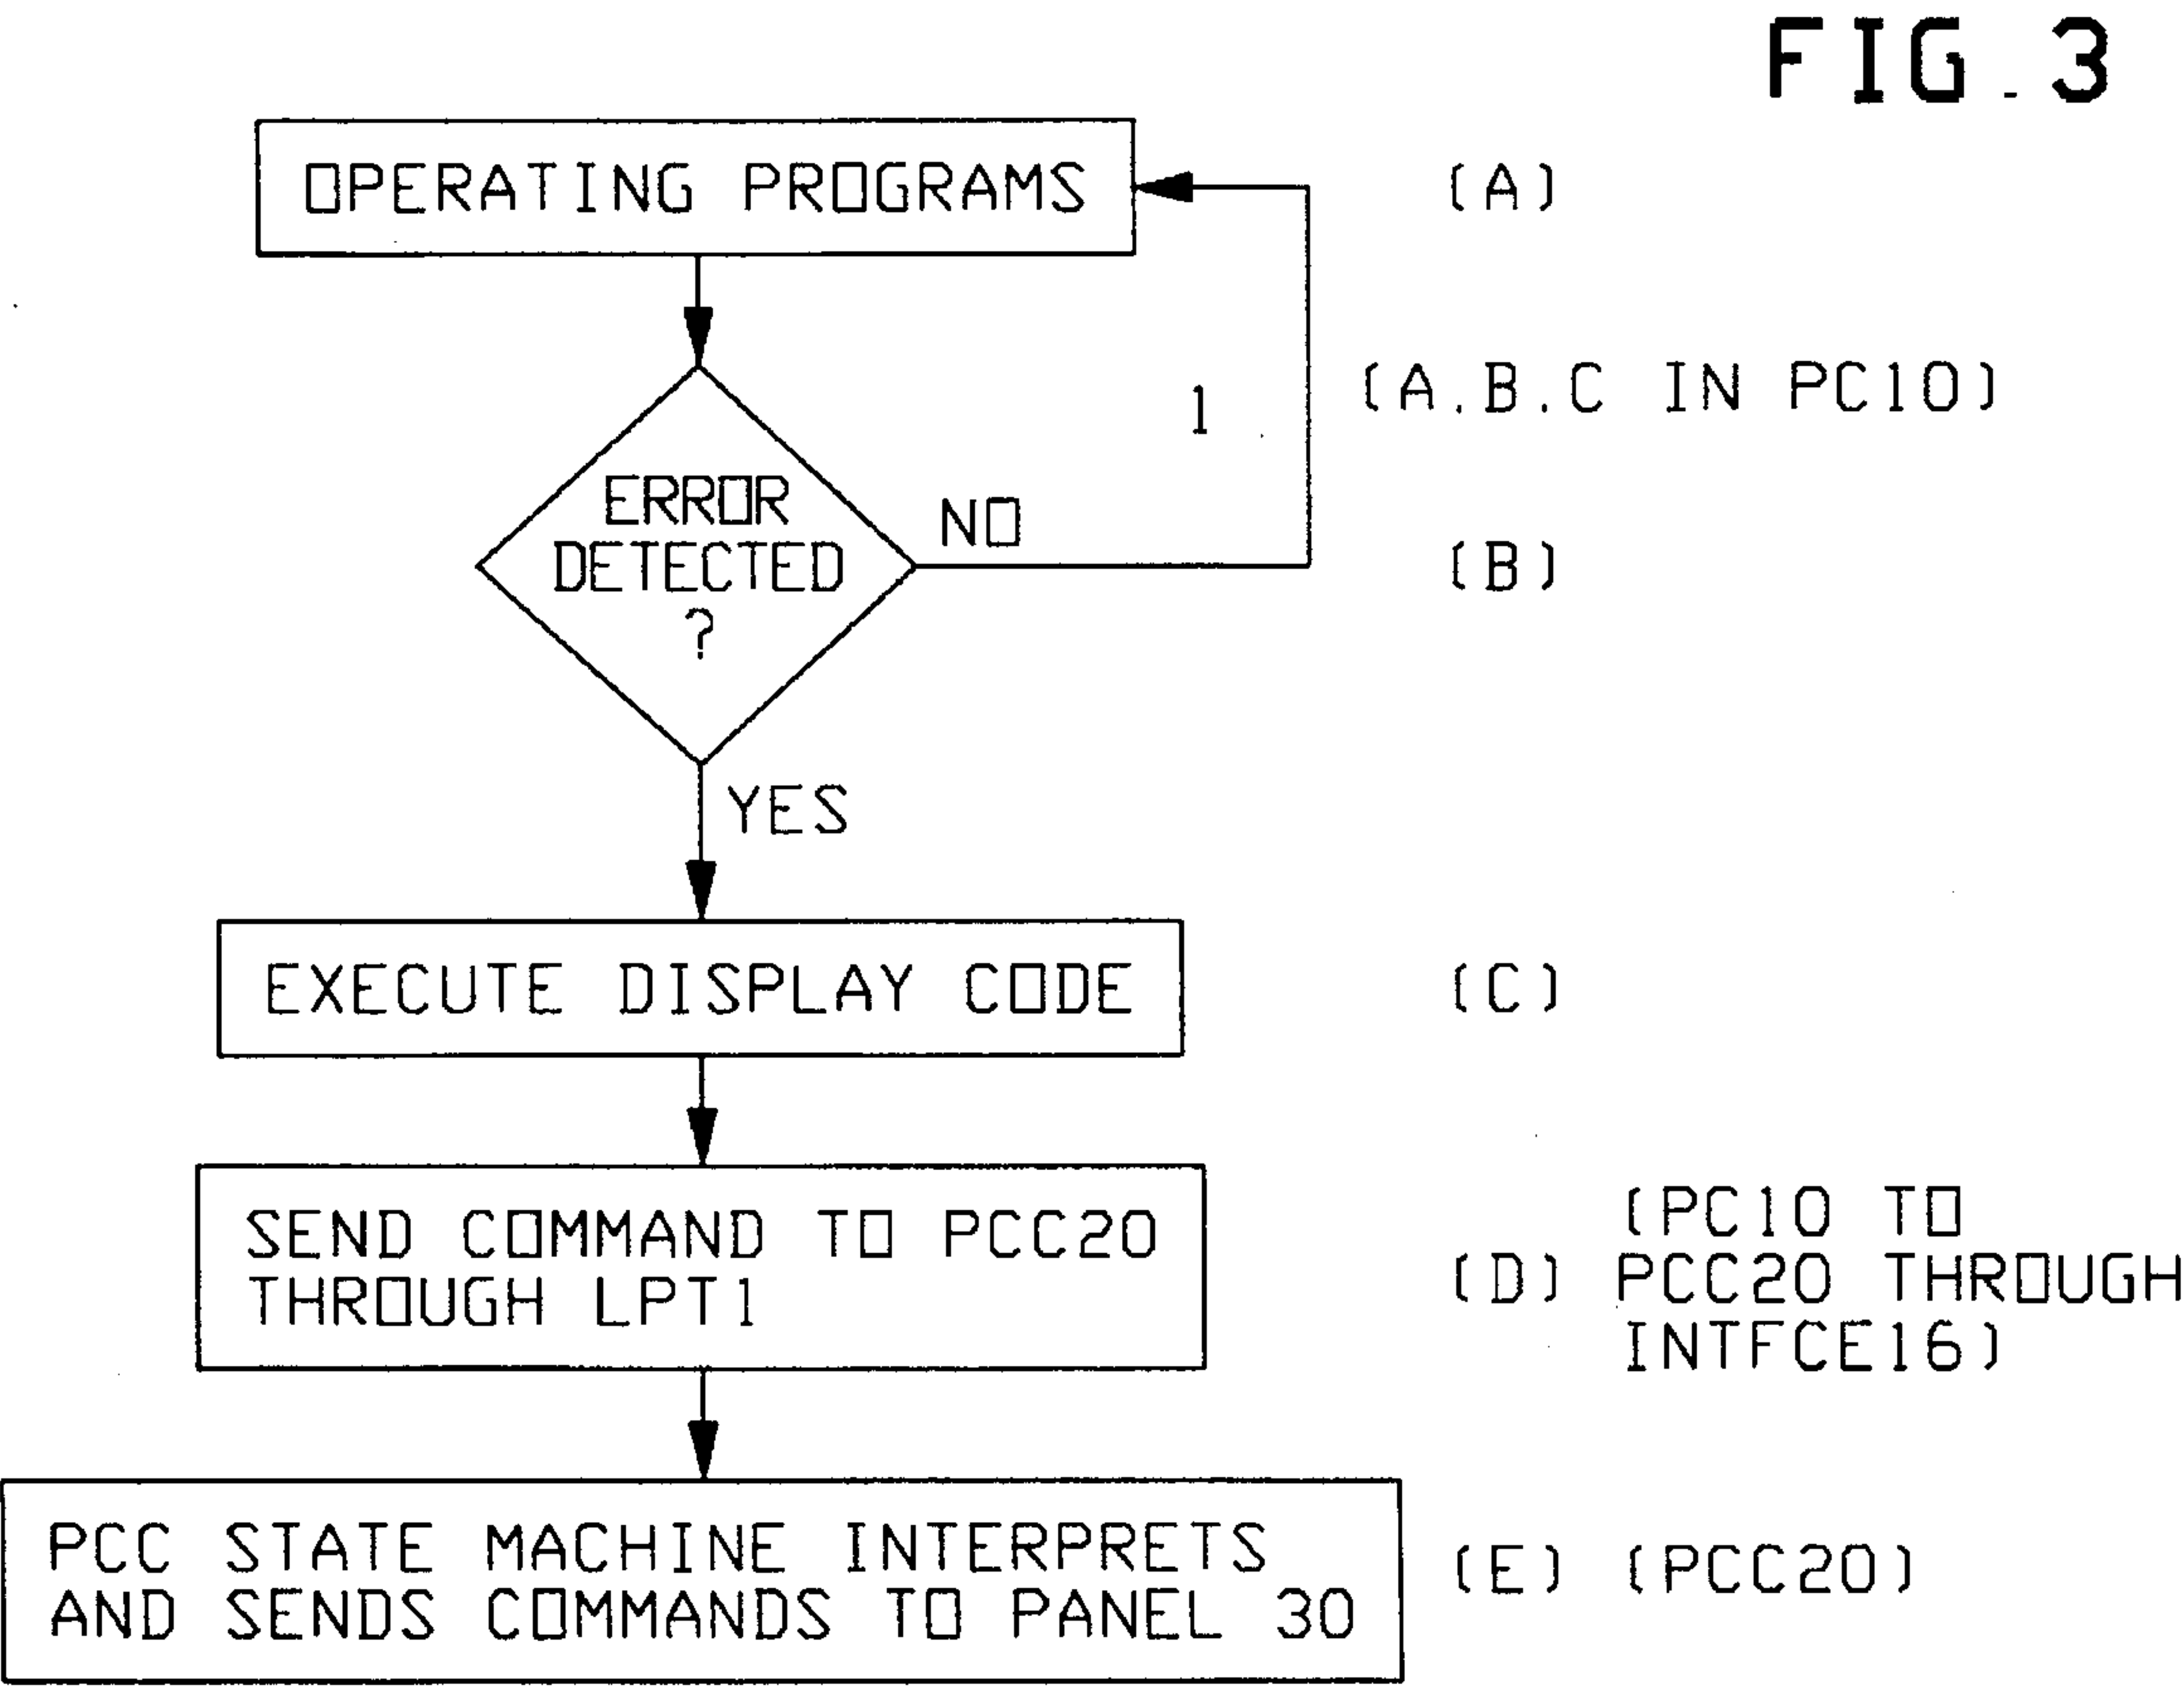 FIG.3
OPERATING PROGRAMS
(A)
(A,B,C IN PC10)
1
ERROR
DETECTED
?
NO
(B)
YES
EXECUTE DISPLAY CODE
(C)
SEND COMMAND TO PCC20
THROUGH LPT1
(D)
(PC10 TO
PCC20 THROUGH
INTFCE16)
PCC STATE MACHINE INTERPRETS
AND SENDS COMMANDS TO PANEL 30
(E) (PCC20)